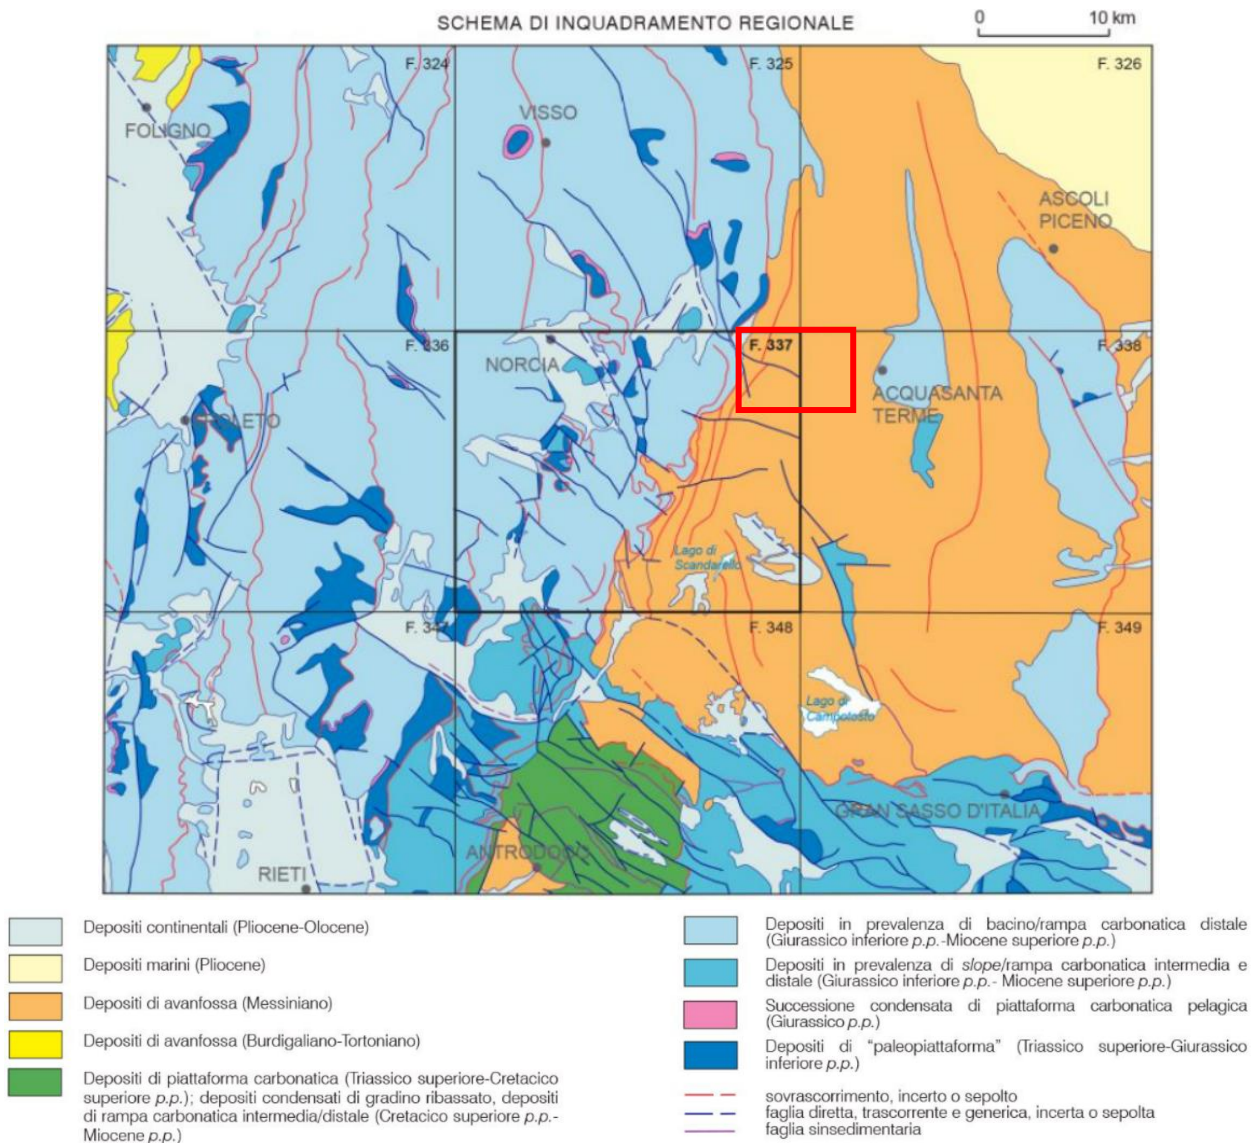 SCHEMA DI INQUADRAMENTO REGIONALE
0 10 km
F. 324
F. 325
F. 326
FOLIGNO
VISSO
ASCOLI
PICENO
F. 336
F. 337
F. 338
NORCIA
ACQUASANTA
TERME
SPOLETO
Lago di
Scandarello
F. 347
F. 348
F. 349
Lago di
Campotosto
GRAN SASSO D'ITALIA
ANTRODOCO
RIETI
Depositi continentali (Pliocene-Olocene)
Depositi marini (Pliocene)
Depositi di avanfossa (Messiniano)
Depositi di avanfossa (Burdigaliano-Tortoniano)
Depositi di piattaforma carbonatica (Triassico superiore-Cretacico
superiore p.p.); depositi condensati di gradino ribassato, depositi
di rampa carbonatica intermedia/distale (Cretacico superiore p.p.-
Miocene p.p.)
Depositi in prevalenza di bacino/rampa carbonatica distale
(Giurassico inferiore p.p.-Miocene superiore p.p.)
Depositi in prevalenza di slope/rampa carbonatica intermedia e
distale (Giurassico inferiore p.p.- Miocene superiore p.p.)
Successione condensata di piattaforma carbonatica pelagica
(Giurassico p.p.)
Depositi di “paleopiattaforma” (Triassico superiore-Giurassico
inferiore p.p.)
sovrascorrimento, incerto o sepolto
faglia diretta, trascorrente e generica, incerta o sepolta
faglia sinsedimentaria